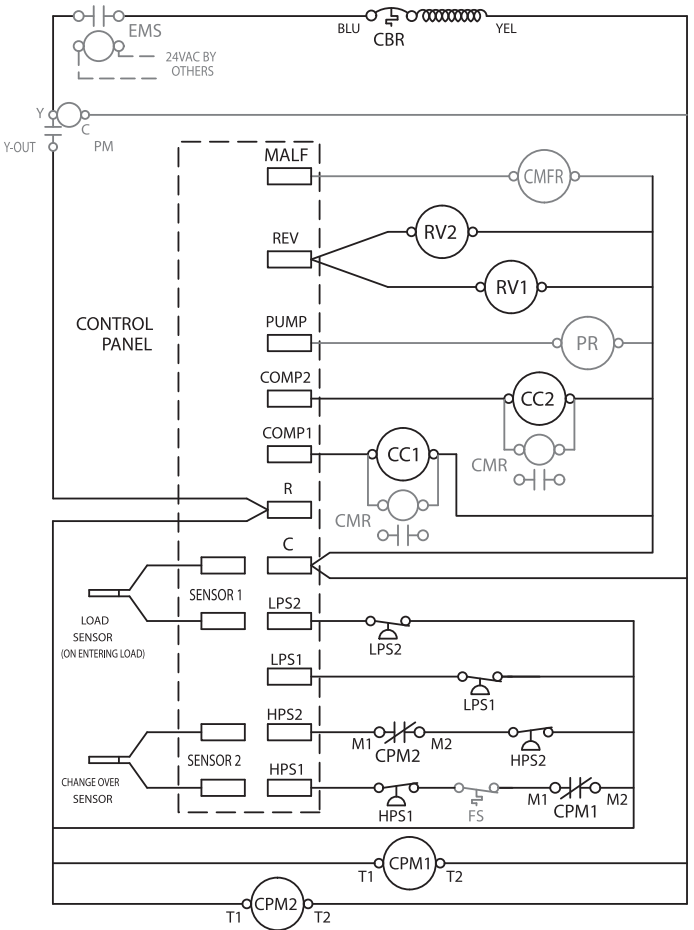 EMS
24VAC BY
OTHERS
BLU
CBR
YEL
Y
C
Y-OUT
PM
MALF
CMFR
REV
RV2
RV1
CONTROL
PANEL
PUMP
PR
COMP2
CC2
CMR
COMP1
CC1
CMR
R
C
SENSOR 1
LOAD
SENSOR
(ON ENTERING LOAD)
LPS2
LPS2
LPS1
LPS1
HPS2
M1
CPM2
M2
HPS2
SENSOR 2
CHANGE OVER
SENSOR
HPS1
HPS1
FS
M1
CPM1
M2
T1
CPM1
T2
T1
CPM2
T2